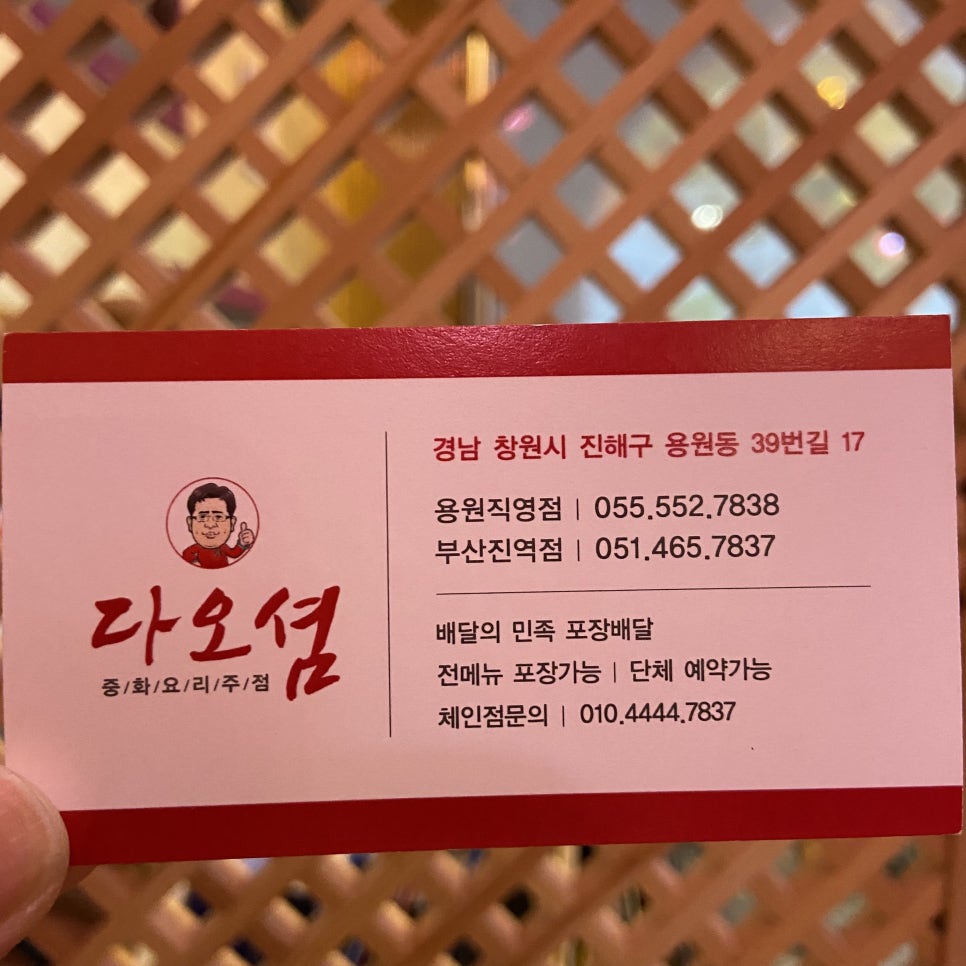 다오셤
중/화/요/리/주/점
경남 창원시 진해구 용원동 39번길 17
용원직영점 | 055.552.7838
부산진역점 | 051.465.7837
배달의 민족 포장배달
전메뉴 포장가능 | 단체 예약가능
체인점문의 | 010.4444.7837